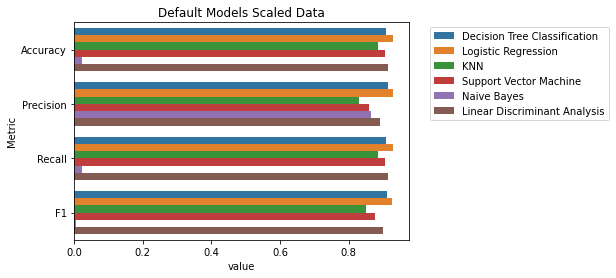 Default Models Scaled Data
Metric
Accuracy
Precision
Recall
F1
0.0 0.2 0.4 0.6 0.8
value
Decision Tree Classification
Logistic Regression
KNN
Support Vector Machine
Naive Bayes
Linear Discriminant Analysis